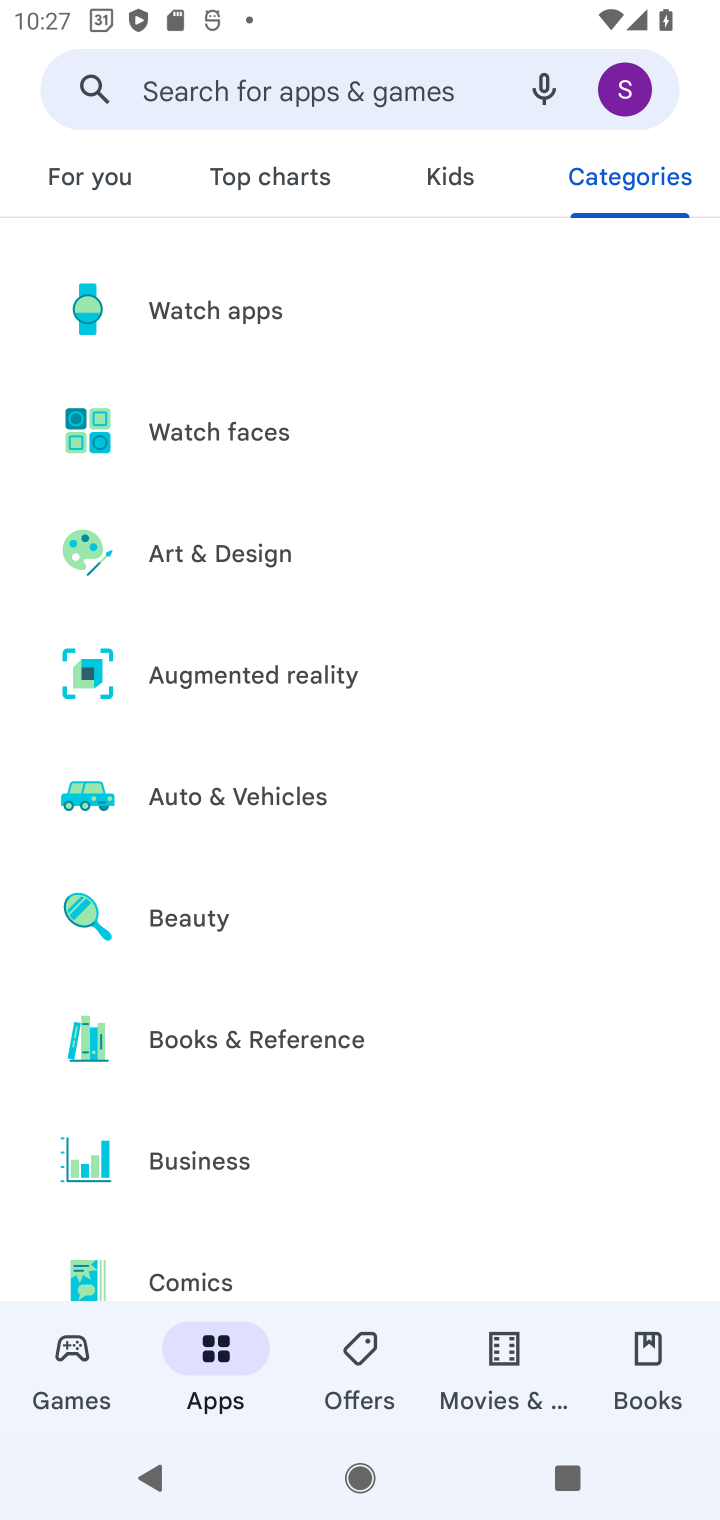 10:27 31
Search for apps & games S
For you Top charts Kids Categories
Watch apps
Watch faces
Art & Design
Augmented reality
Auto & Vehicles
Beauty
Books & Reference
Business
Comics
Games Apps Offers Movies & ... Books